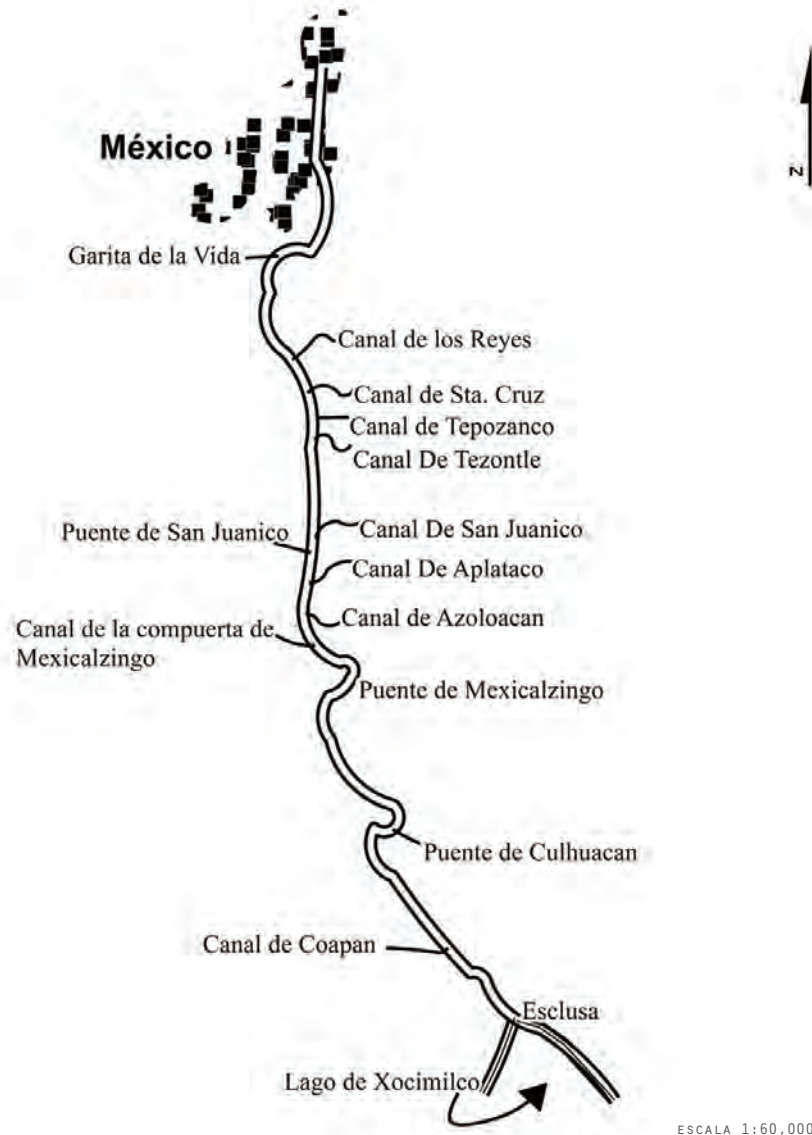 México
N
Garita de la Vida
Canal de los Reyes
Canal de Sta. Cruz
Canal de Tepozanco
Canal De Tezontle
Puente de San Juanico
Canal De San Juanico
Canal De Aplataco
Canal de Azoloacan
Canal de la compuerta de
Mexicalzingo
Puente de Mexicalzingo
Puente de Culhuacan
Canal de Coapan
Esclusa
Lago de Xocimilco
ESCALA 1:60,000